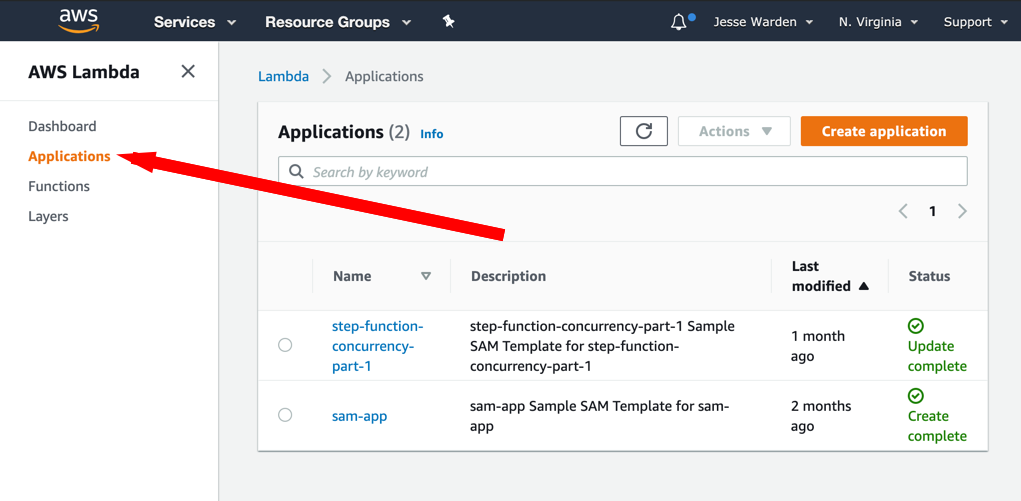 aws Services Resource Groups Jesse Warden N. Virginia Support
AWS Lambda
Dashboard
Applications
Functions
Layers
Lambda Applications
Applications (2) Info Actions Create application
Search by keyword
1
Name Description Last modified Status
step-function-
concurrency-
part-1
step-function-concurrency-part-1 Sample
SAM Template for step-function-
concurrency-part-1
1 month
ago
Update
complete
sam-app
sam-app Sample SAM Template for sam-
app
2 months
ago
Create
complete